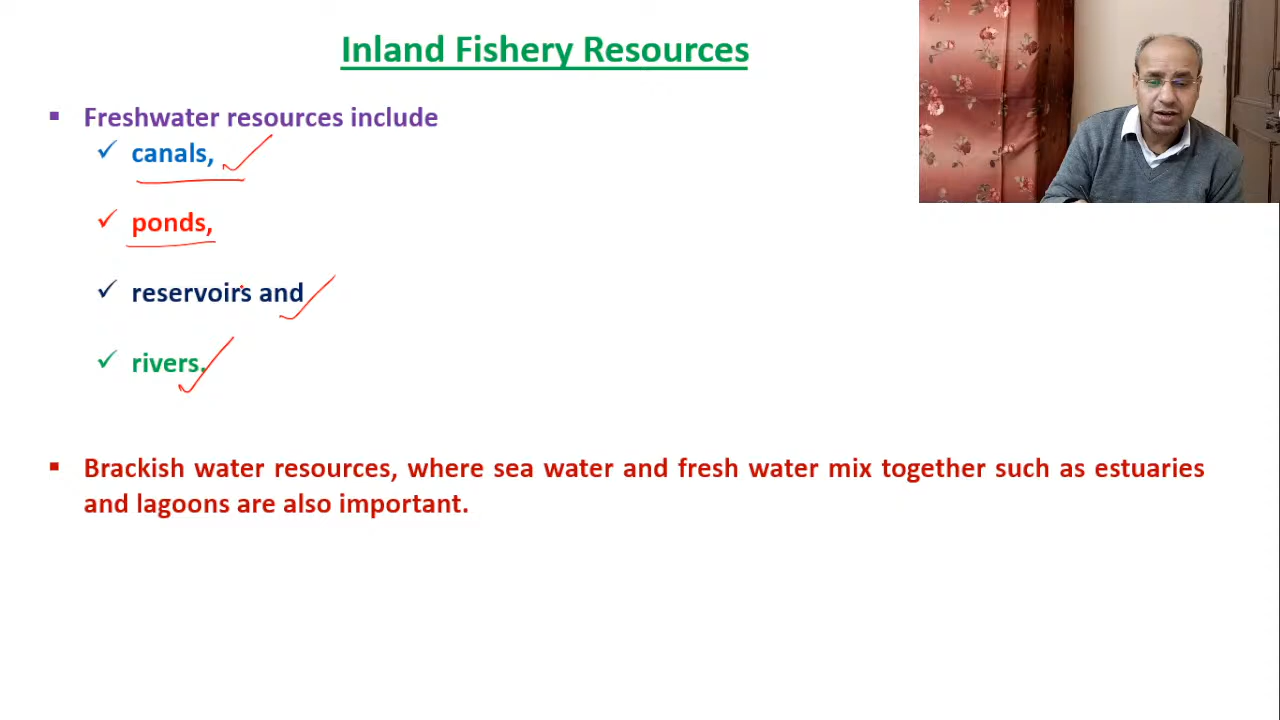 Inland Fishery Resources
Freshwater resources include
canals,
ponds,
reservoirs and
rivers.
Brackish water resources, where sea water and fresh water mix together such as estuaries
and lagoons are also important.